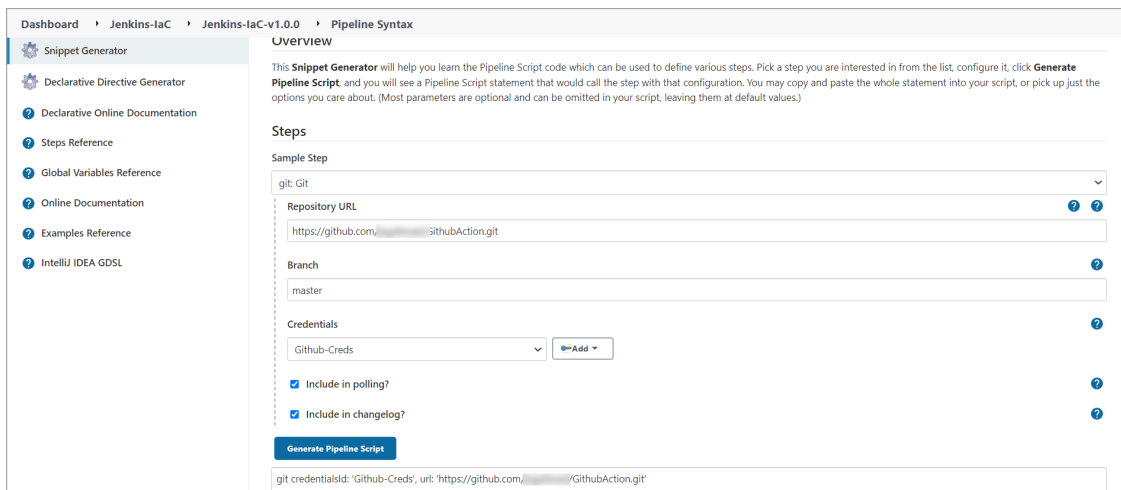 Dashboard Jenkins-IaC Jenkins-IaC-v1.0.0 Pipeline Syntax
Snippet Generator
Declarative Directive Generator
Declarative Online Documentation
Steps Reference
Global Variables Reference
Online Documentation
Examples Reference
IntelliJ IDEA GDSL
Overview
This Snippet Generator will help you learn the Pipeline Script code which can be used to define various steps. Pick a step you are interested in from the list, configure it, click Generate
Pipeline Script, and you will see a Pipeline Script statement that would call the step with that configuration. You may copy and paste the whole statement into your script, or pick up just the
options you care about. (Most parameters are optional and can be omitted in your script, leaving them at default values.)
Steps
Sample Step
git: Git
Repository URL
? ?
https://github.com/ GithubAction.git
Branch
?
master
Credentials
?
Github-Creds
Add
Include in polling?
?
Include in changelog?
?
Generate Pipeline Script
git credentialsId: 'Github-Creds', url: 'https://github.com/ /GithubAction.git'